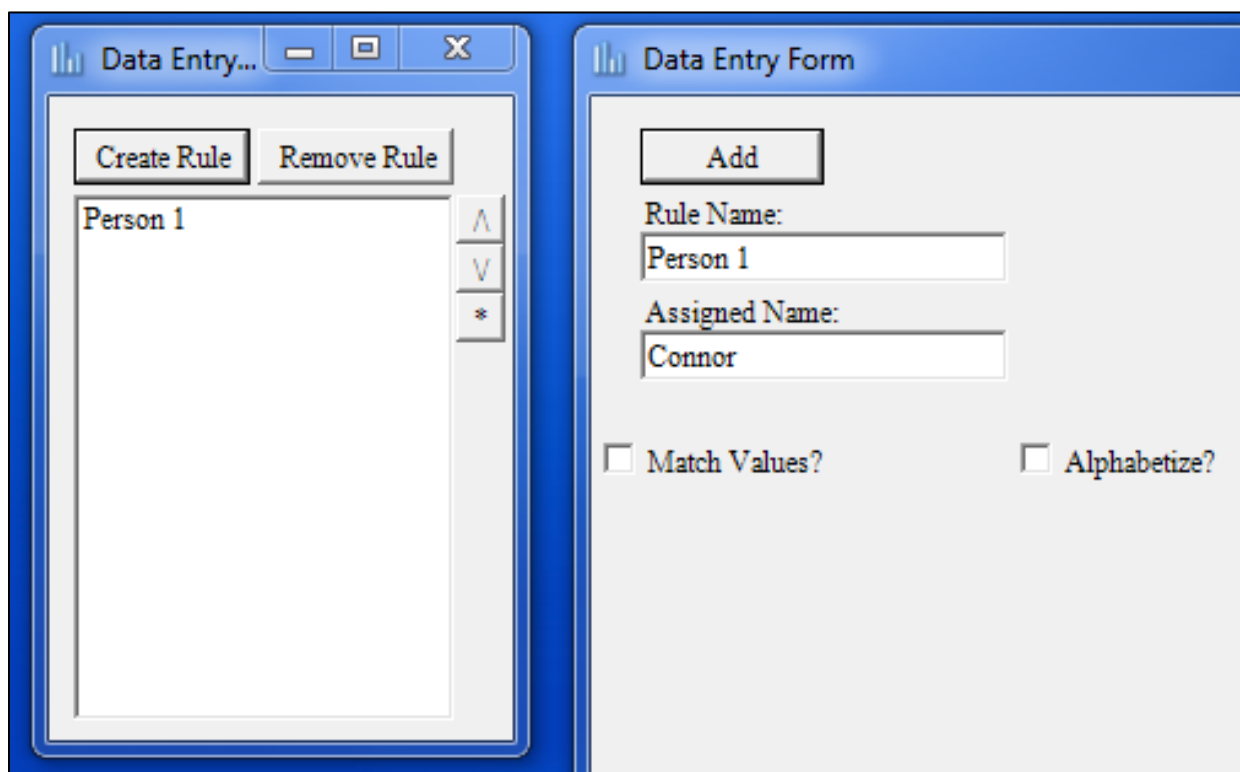 Data Entry...
Create Rule Remove Rule
Person 1
Λ
V
*
Data Entry Form
Add
Rule Name:
Person 1
Assigned Name:
Connor
Match Values? Alphabetize?